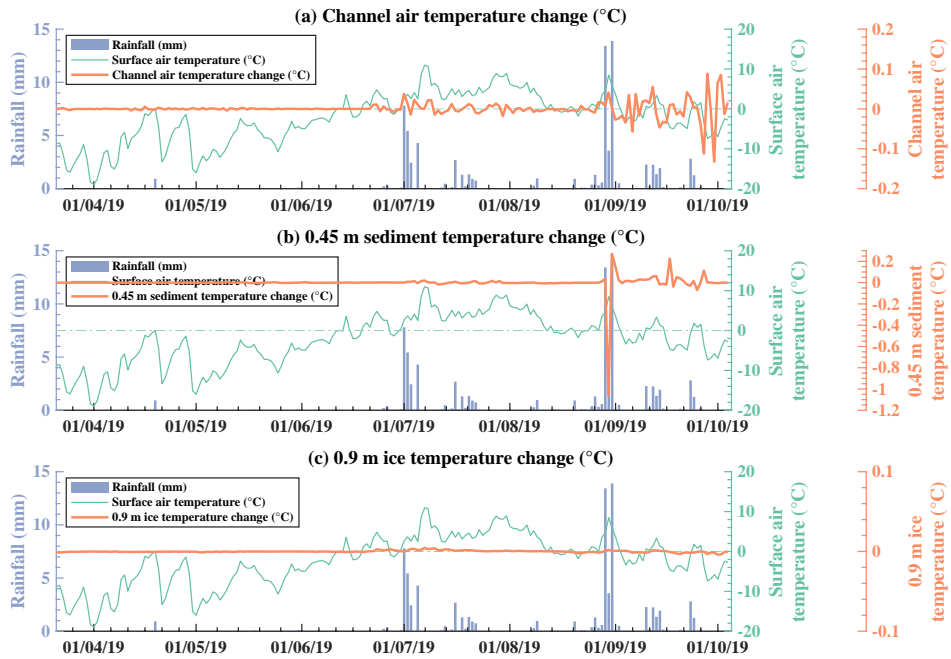 (a) Channel air temperature change (°C)
15
10
5
0
Rainfall (mm)
Rainfall (mm)
Surface air temperature (°C)
Channel air temperature change (°C)
20
10
0
-10
-20
Surface air
temperature (°C)
0.2
0.1
0
-0.1
-0.2
Channel air
temperature (°C)
01/04/19 01/05/19 01/06/19 01/07/19 01/08/19 01/09/19 01/10/19
(b) 0.45 m sediment temperature change (°C)
15
10
5
0
Rainfall (mm)
Rainfall (mm)
Surface air temperature (°C)
0.45 m sediment temperature change (°C)
20
10
0
-10
-20
Surface air
temperature (°C)
0.2
0
-0.2
-0.4
-0.6
-0.8
-1
-1.2
0.45 m sediment
temperature (°C)
01/04/19 01/05/19 01/06/19 01/07/19 01/08/19 01/09/19 01/10/19
(c) 0.9 m ice temperature change (°C)
15
10
5
0
Rainfall (mm)
Rainfall (mm)
Surface air temperature (°C)
0.9 m ice temperature change (°C)
20
10
0
-10
-20
Surface air
temperature (°C)
0.1
0
-0.1
0.9 m ice
temperature (°C)
01/04/19 01/05/19 01/06/19 01/07/19 01/08/19 01/09/19 01/10/19